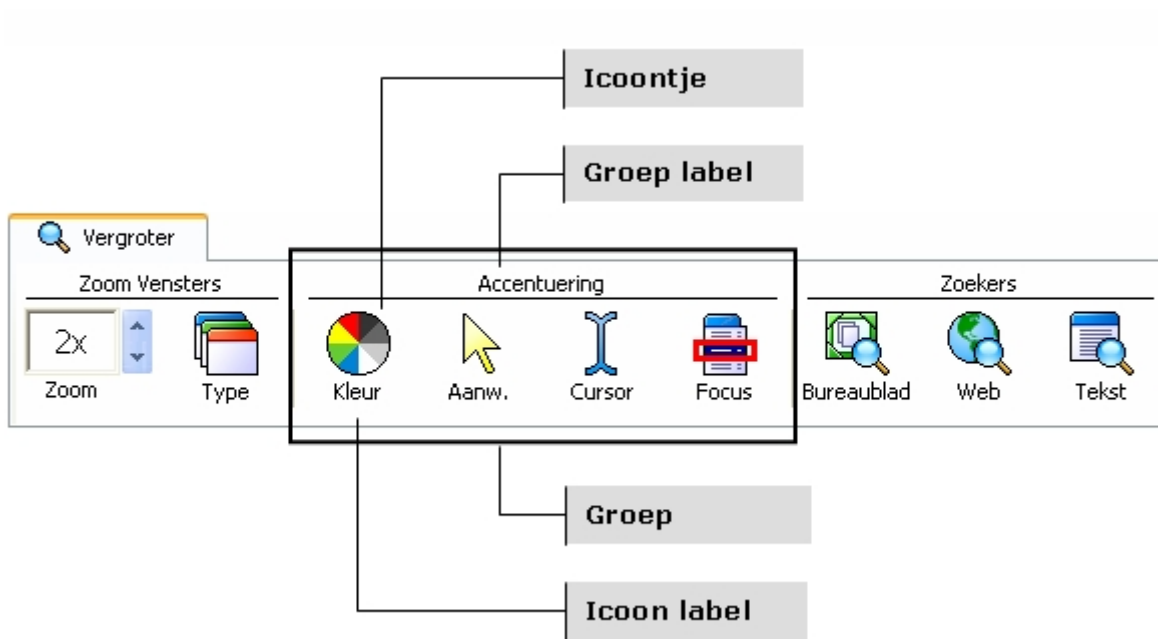 Icoontje
Groep label
Vergroter
Zoom Vensters
Accentuering
Zoekers
2x
Zoom
Type
Kleur
Aanw.
Cursor
Focus
Bureaublad
Web
Tekst
Groep
Icoon label